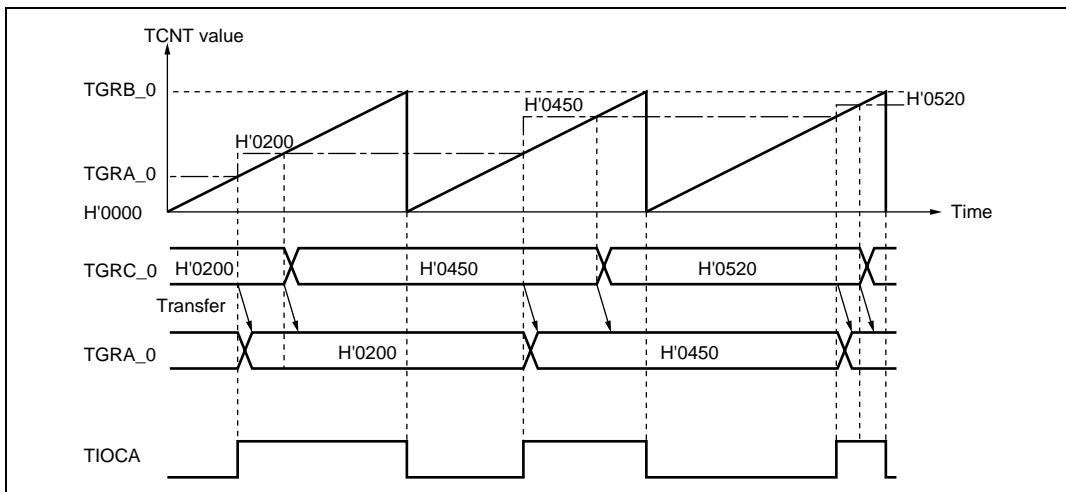 TCNT value
TGRB_0
H'0520
H'0450
H'0200
TGRA_0
H'0000
Time
TGRC_0
H'0200
H'0450
H'0520
Transfer
TGRA_0
H'0200
H'0450
TIOCA